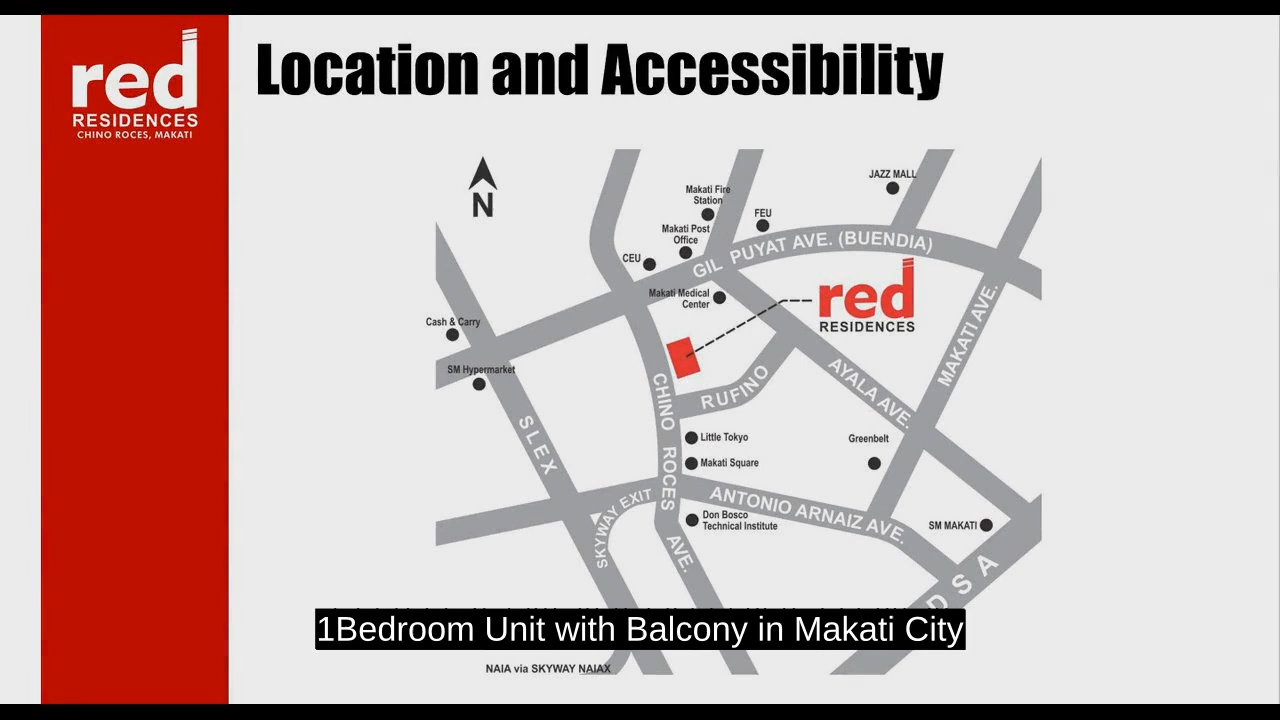 red
RESIDENCES
CHINO ROCES, MAKATI
Location and Accessibility
N
JAZZ MALL
Makati Fire
Station
FEU
Makati Post
Office
CEU
GIL PUYAT AVE. (BUENDIA)
Makati Medical
Center
red
RESIDENCES
Cash & Carry
SM Hypermarket
MAKATI AVE.
AYALA AVE.
RUFINO
CHINO ROCES AVE.
SLEX
Little Tokyo
Greenbelt
Makati Square
SKYWAY EXIT
ANTONIO ARNAIZ AVE.
Don Bosco
Technical Institute
SM MAKATI
DSA
1Bedroom Unit with Balcony in Makati City
NAIA via SKYWAY NAIAX